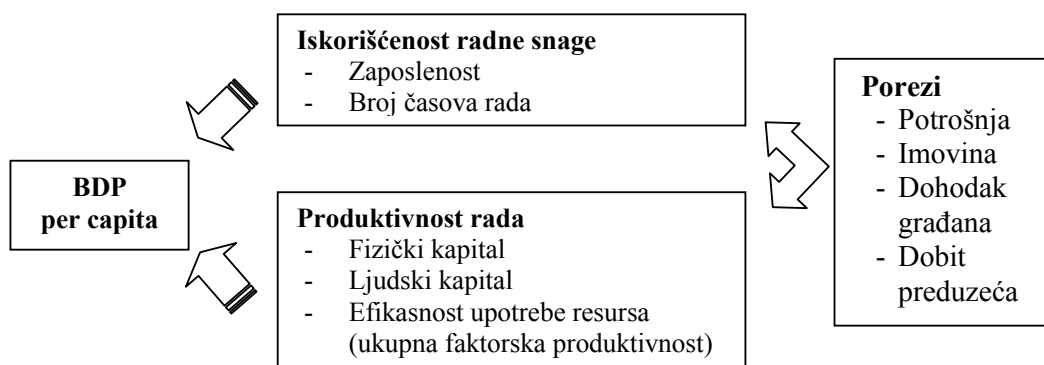 Iskorišćenost radne snage
- Zaposlenost
- Broj časova rada
BDP
per capita
Produktivnost rada
- Fizički kapital
- Ljudski kapital
- Efikasnost upotrebe resursa
(ukupna faktorska produktivnost)
Porezi
- Potrošnja
- Imovina
- Dohodak
građana
- Dobit
preduzeća